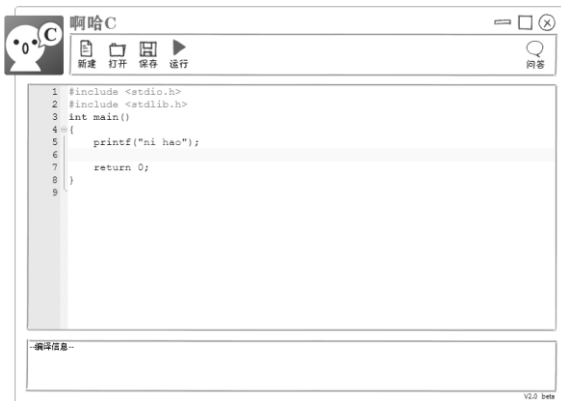 C
啊哈C
新建 打开 保存 运行
问答
1 #include <stdio.h>
2 #include <stdlib.h>
3 int main()
4 {
5 printf("ni hao");
6
7 return 0;
8 }
9
--编译信息--
V2.0 beta